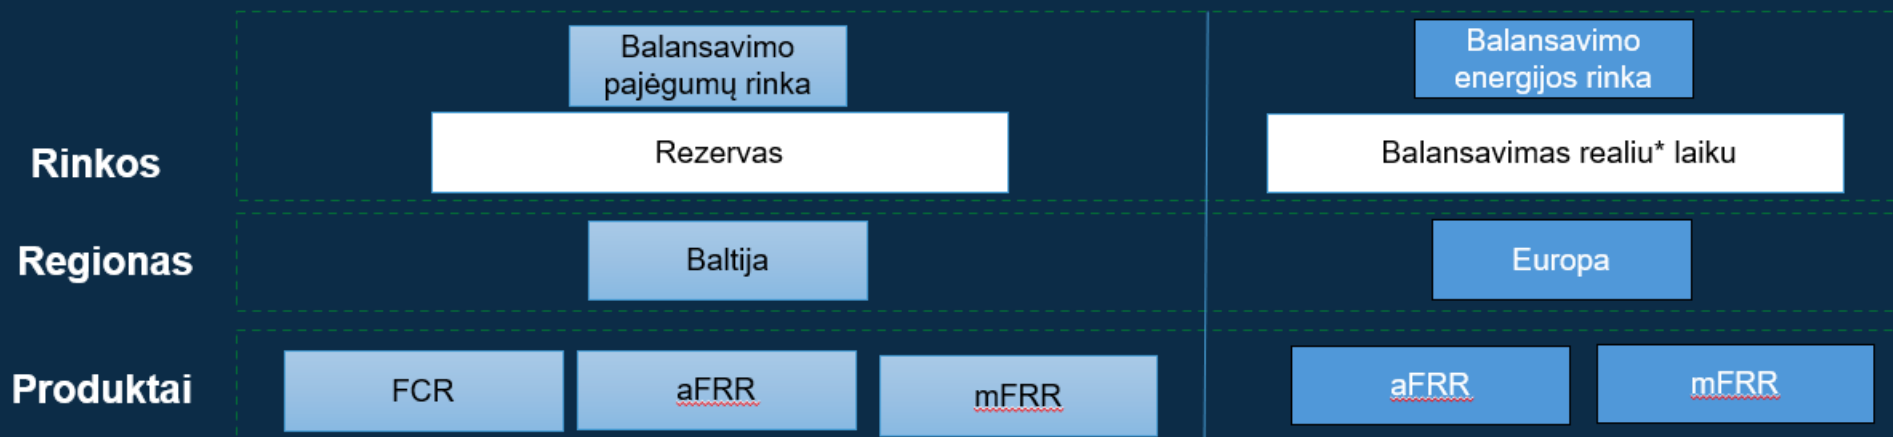 Balansavimo
pajėgumų rinka
Balansavimo
energijos rinka
Rinkos
Rezervas
Balansavimas realiu* laiku
Regionas
Baltija
Europa
Produktai
FCR
aFRR
mFRR
aFRR
mFRR